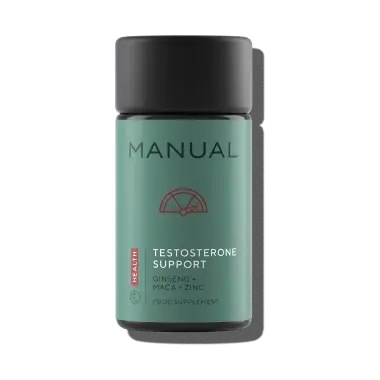 MANUAL
HEALTH
TESTOSTERONE
SUPPORT
GINSENG +
MACA + ZINC
FOOD SUPPLEMENT